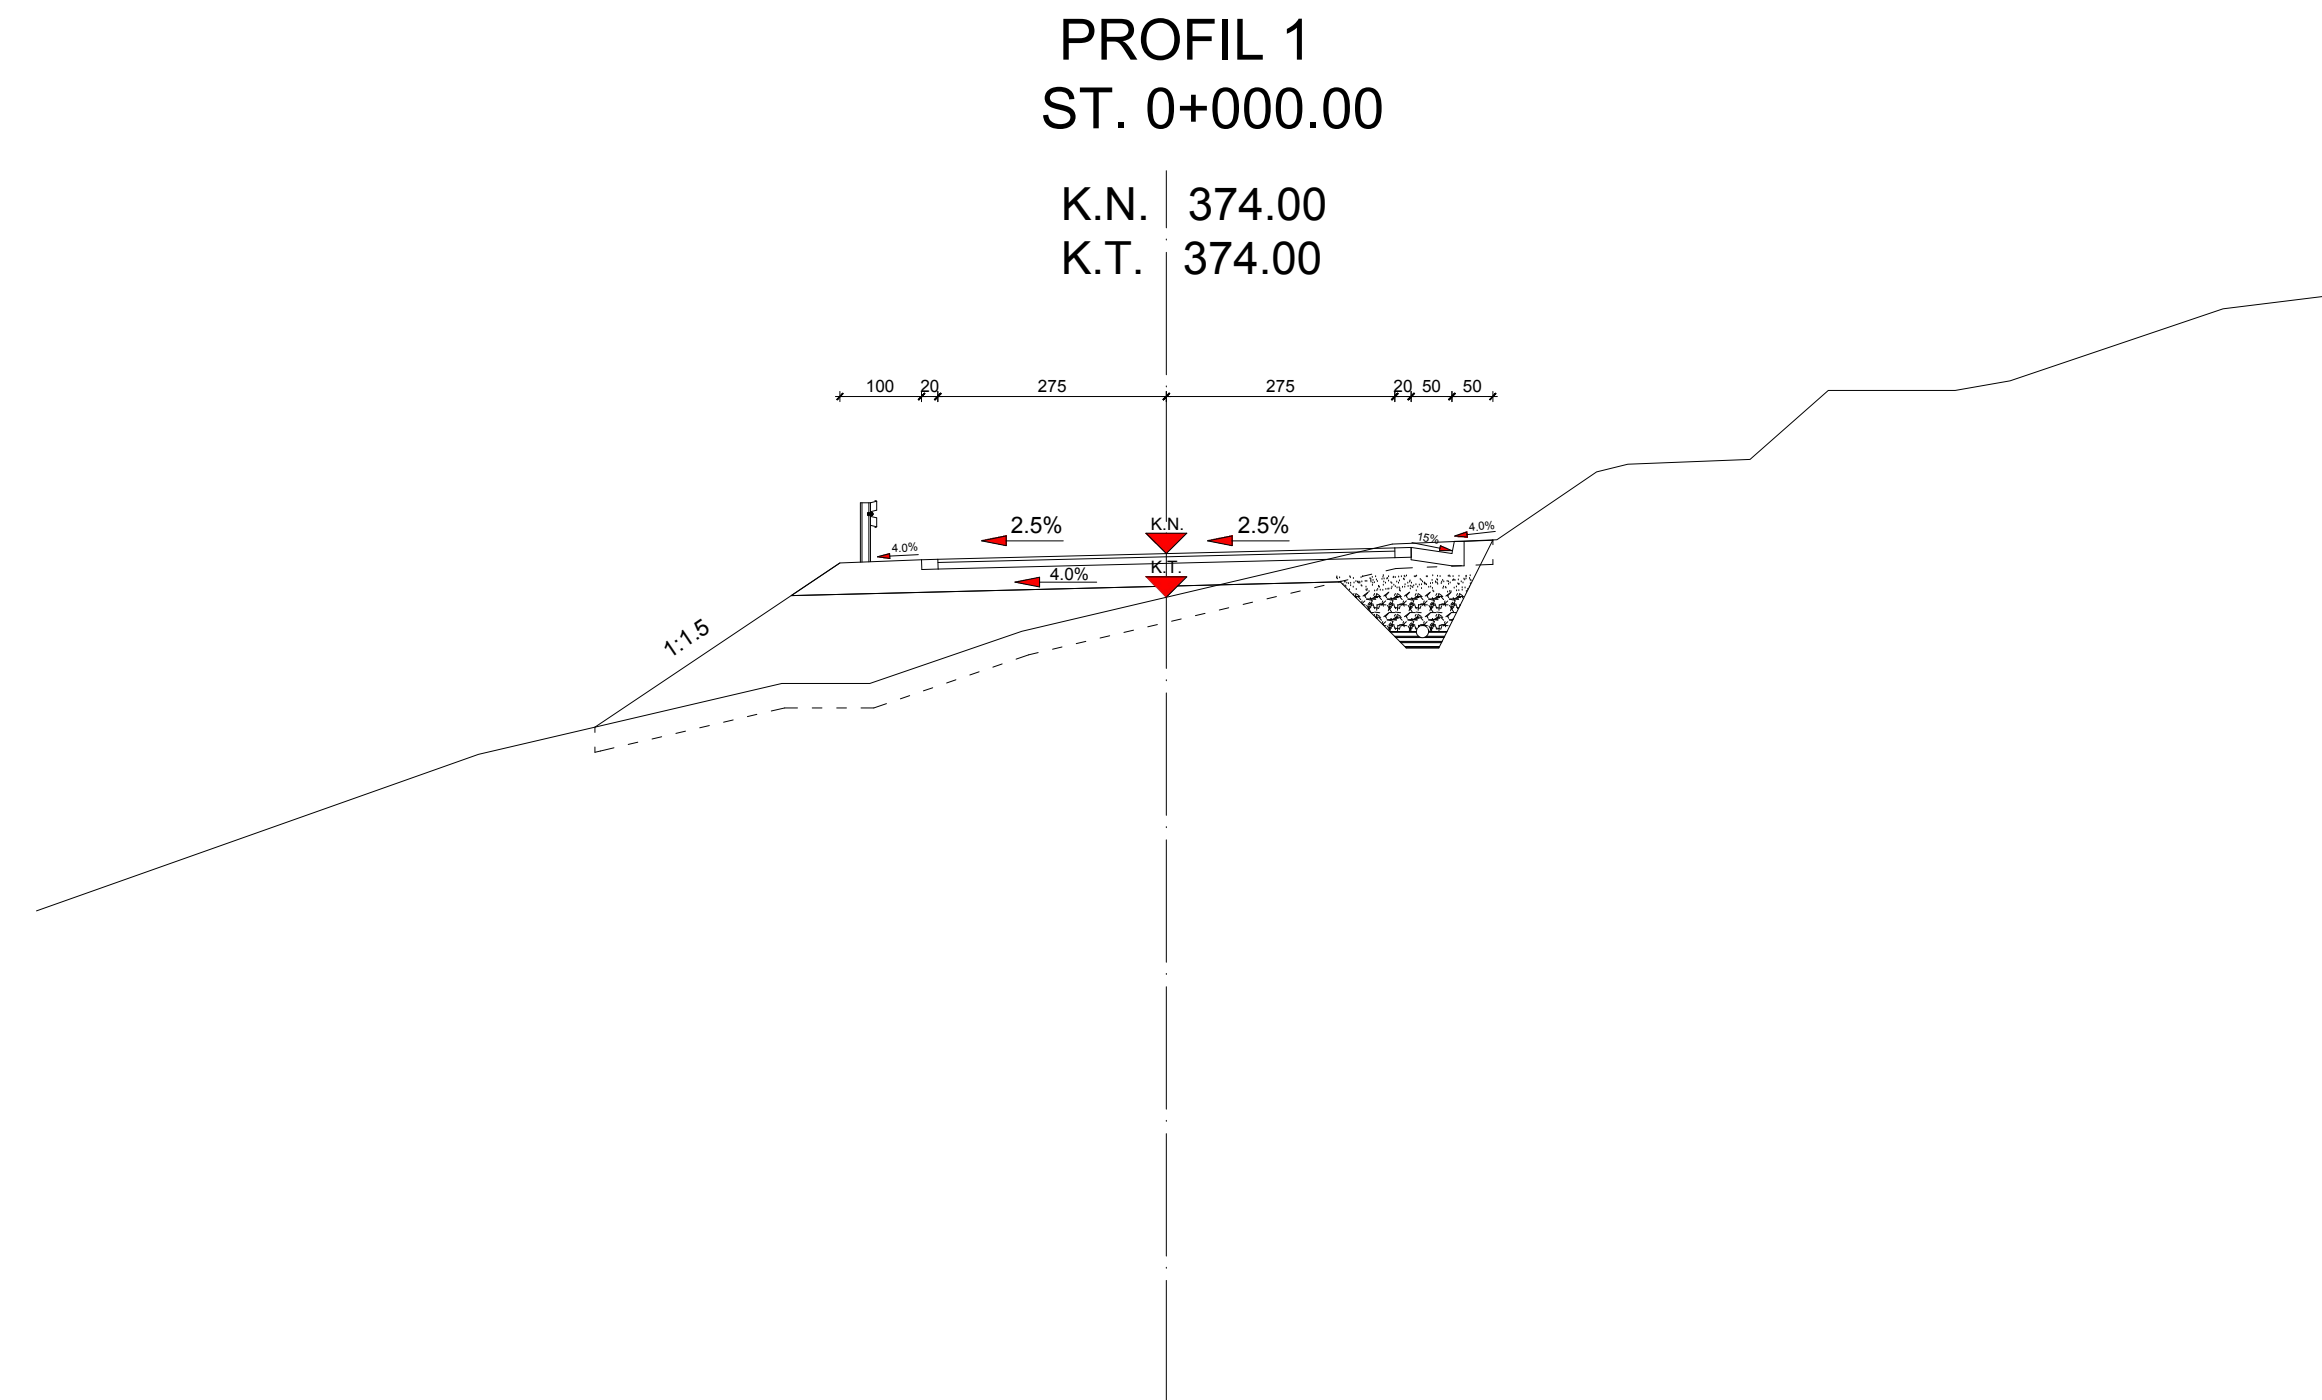 PROFIL 1
ST. 0+000.00
K.N. 374.00
K.T. 374.00
100 20 275 275 20 50 50
2.5% K.N. 2.5% 15% 4.0%
4.0%
K.T.
4.0%
1:1.5